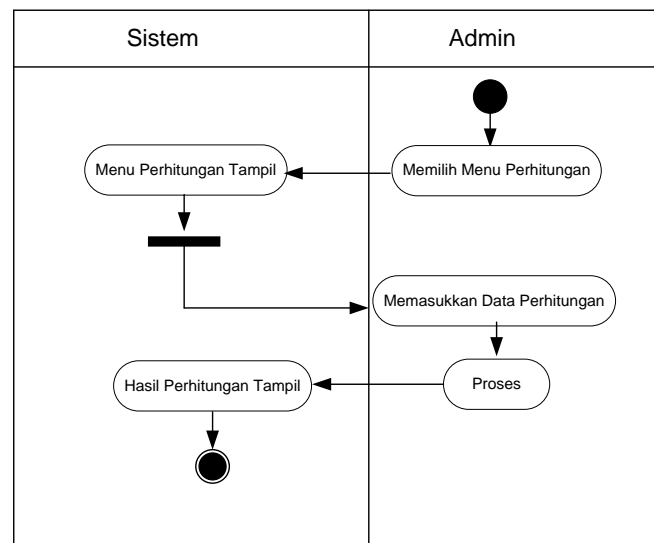 Sistem
Admin
Menu Perhitungan Tampil
Memilih Menu Perhitungan
Memasukkan Data Perhitungan
Hasil Perhitungan Tampil
Proses